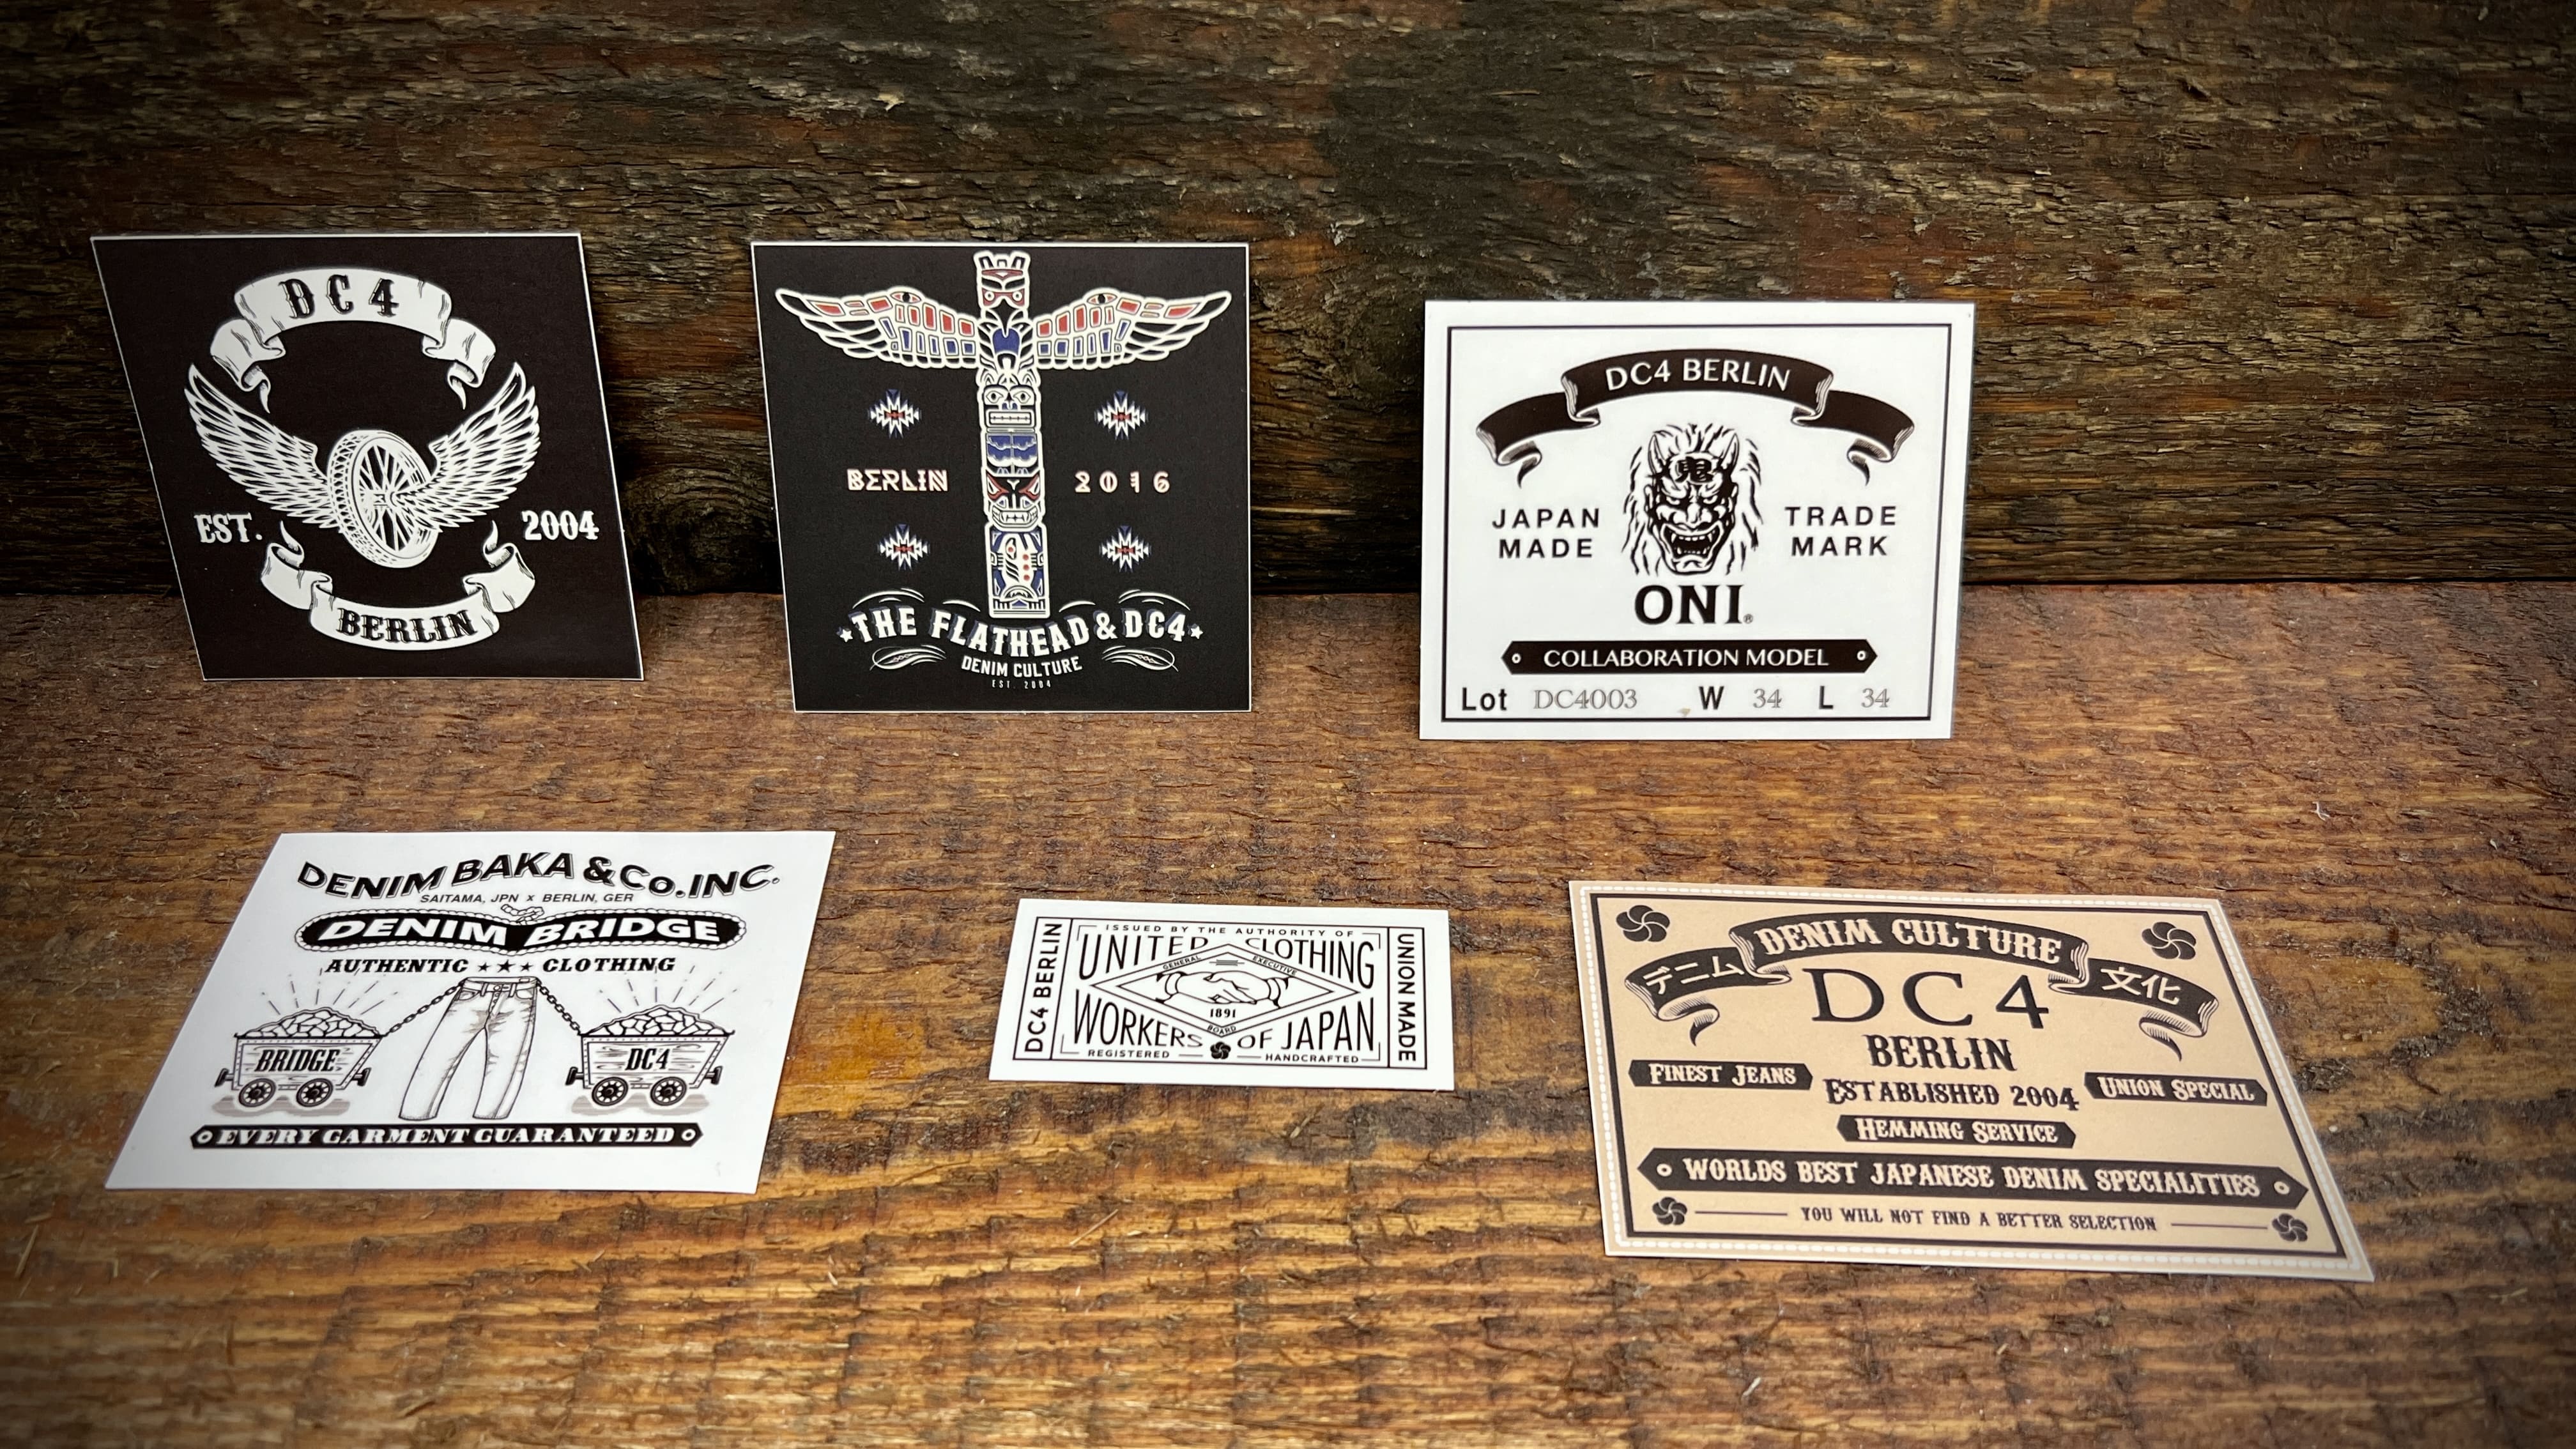 DC4
EST. 2004
BERLIN
BERLIN 2016
THE FLATHEAD & DC4
DENIM CULTURE
EST. 2004
DC4 BERLIN
JAPAN MADE
TRADE MARK
ONI®
COLLABORATION MODEL
Lot DC4003 W 34 L 34
DENIM BAKA & Co. INC.
SAITAMA, JPN x BERLIN, GER
DENIM BRIDGE
AUTHENTIC ★★★ CLOTHING
BRIDGE
DC4
EVERY GARMENT GUARANTEED
DC4 BERLIN
ISSUED BY THE AUTHORITY OF
UNITED CLOTHING
GENERAL EXECUTIVE
1891
BOARD
WORKERS OF JAPAN
REGISTERED HANDCRAFTED
UNION MADE
DENIM CULTURE
デニム 文化
DC4
BERLIN
FINEST JEANS
ESTABLISHED 2004
UNION SPECIAL
HEMMING SERVICE
WORLDS BEST JAPANESE DENIM SPECIALITIES
YOU WILL NOT FIND A BETTER SELECTION